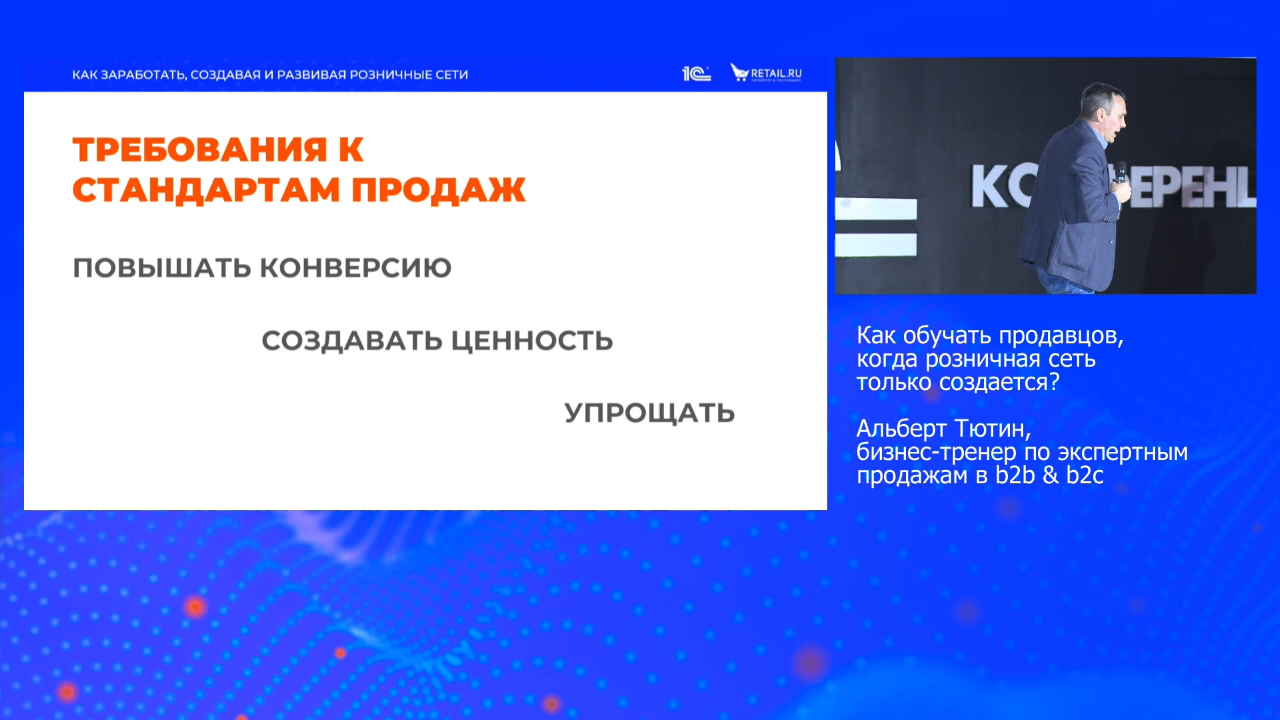 КАК ЗАРАБОТАТЬ, СОЗДАВАЯ И РАЗВИВАЯ РОЗНИЧНЫЕ СЕТИ
1С
RETAIL.RU
ТРЕБОВАНИЯ К
СТАНДАРТАМ ПРОДАЖ
ПОВЫШАТЬ КОНВЕРСИЮ
СОЗДАВАТЬ ЦЕННОСТЬ
УПРОЩАТЬ
Как обучать продавцов,
когда розничная сеть
только создается?
Альберт Тютин,
бизнес-тренер по экспертным
продажам в b2b & b2c